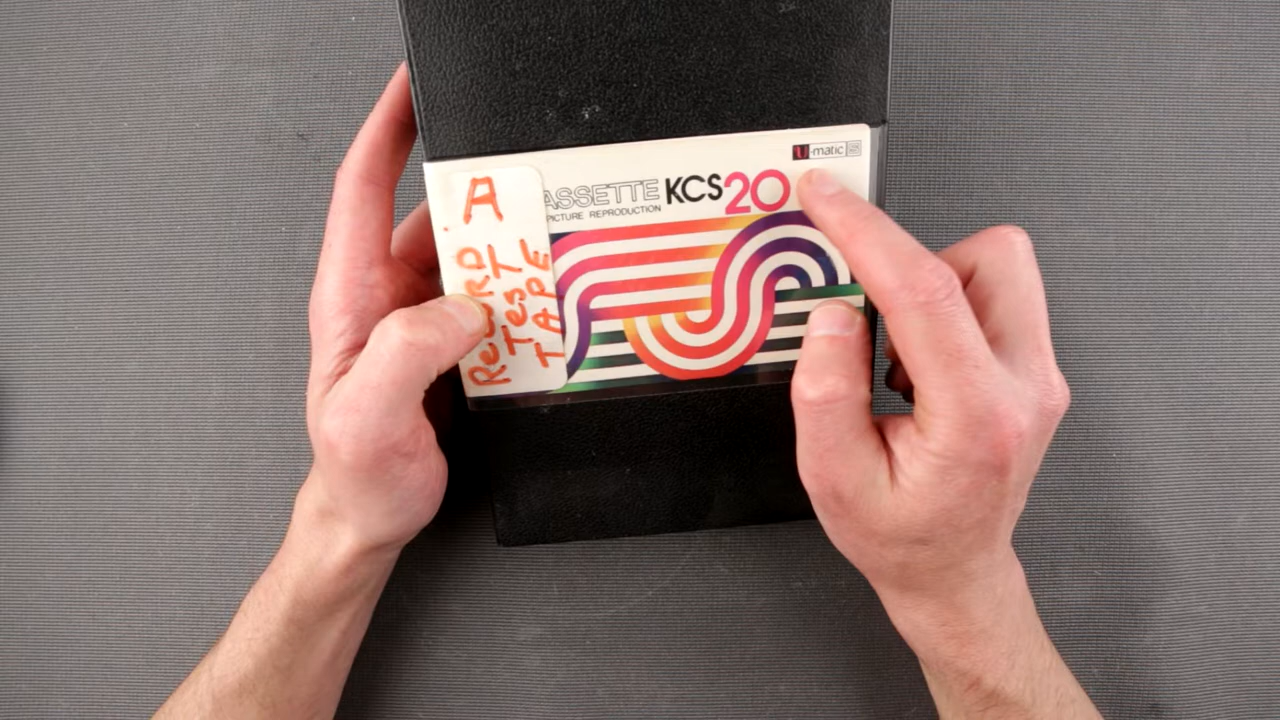 U-matic S
ASSETTE KCS20
PICTURE REPRODUCTION
A
ReCORD
TesT
TAPE